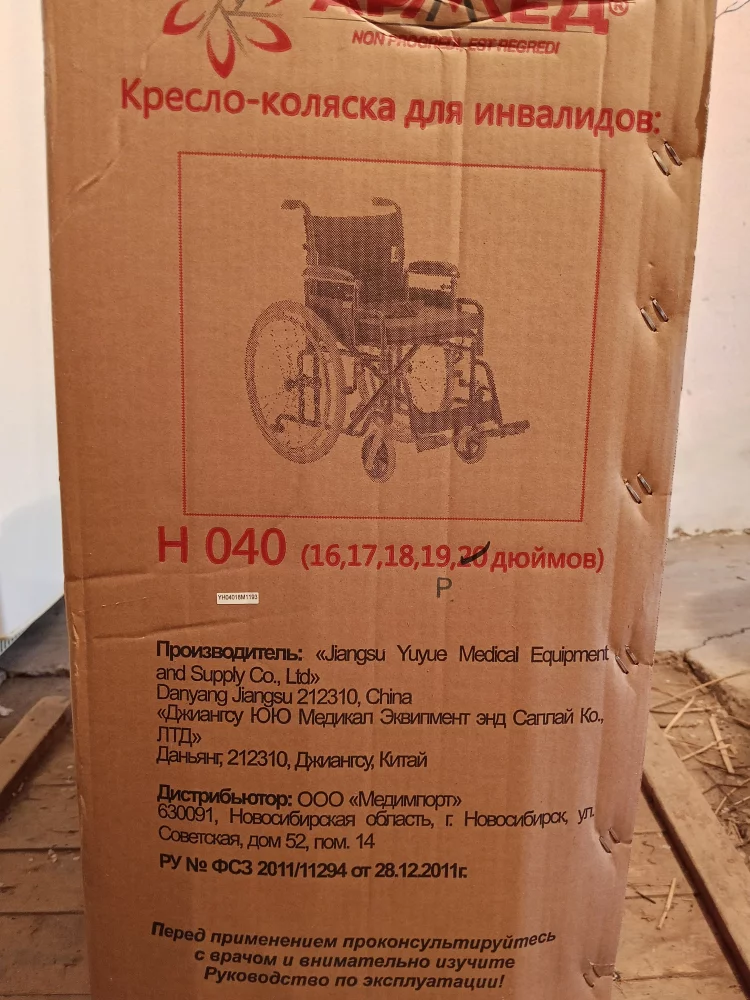 АРМЕД®
NON PROGREDI, EST REGREDI
Кресло-коляска для инвалидов:
H 040 (16,17,18,19,20 дюймов)
P.
YH04018M1193
Производитель: «Jiangsu Yuyue Medical Equipment
and Supply Co., Ltd»
Danyang Jiangsu 212310, China
«Джиангсу ЮЮ Медикал Эквипмент энд Саплай Ко.,
ЛТД»
Даньянг, 212310, Джиангсу, Китай
Дистрибьютор: ООО «Медимпорт»
630091, Новосибирская область, г. Новосибирск, ул.
Советская, дом 52, пом. 14
РУ № ФСЗ 2011/11294 от 28.12.2011г.
Перед применением проконсультируйтесь
с врачом и внимательно изучите
Руководство по эксплуатации!